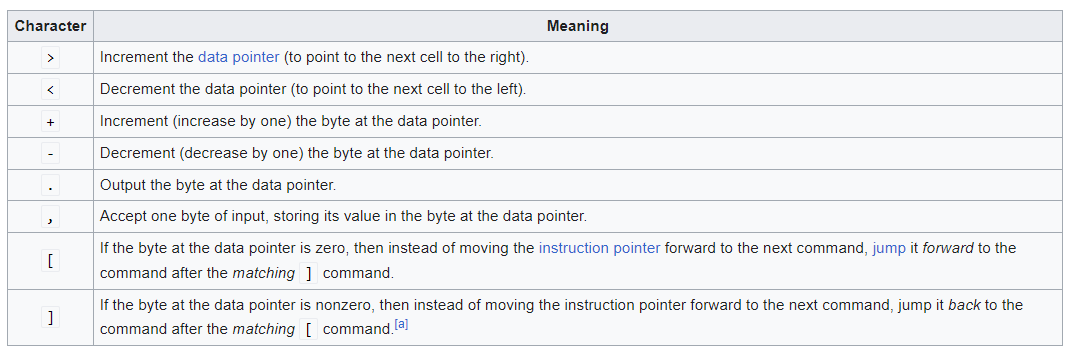 Character Meaning
> Increment the data pointer (to point to the next cell to the right).
< Decrement the data pointer (to point to the next cell to the left).
+ Increment (increase by one) the byte at the data pointer.
- Decrement (decrease by one) the byte at the data pointer.
. Output the byte at the data pointer.
, Accept one byte of input, storing its value in the byte at the data pointer.
[ If the byte at the data pointer is zero, then instead of moving the instruction pointer forward to the next command, jump it forward to the
command after the matching ] command.
] If the byte at the data pointer is nonzero, then instead of moving the instruction pointer forward to the next command, jump it back to the
command after the matching [ command.[a]